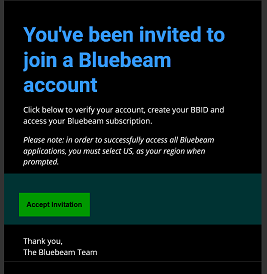 You've been invited to
join a Bluebeam
account
Click below to verify your account, create your BBID and
access your Bluebeam subscription.
Please note: in order to successfully access all Bluebeam
applications, you must select US, as your region when
prompted.
Accept Invitation
Thank you,
The Bluebeam Team